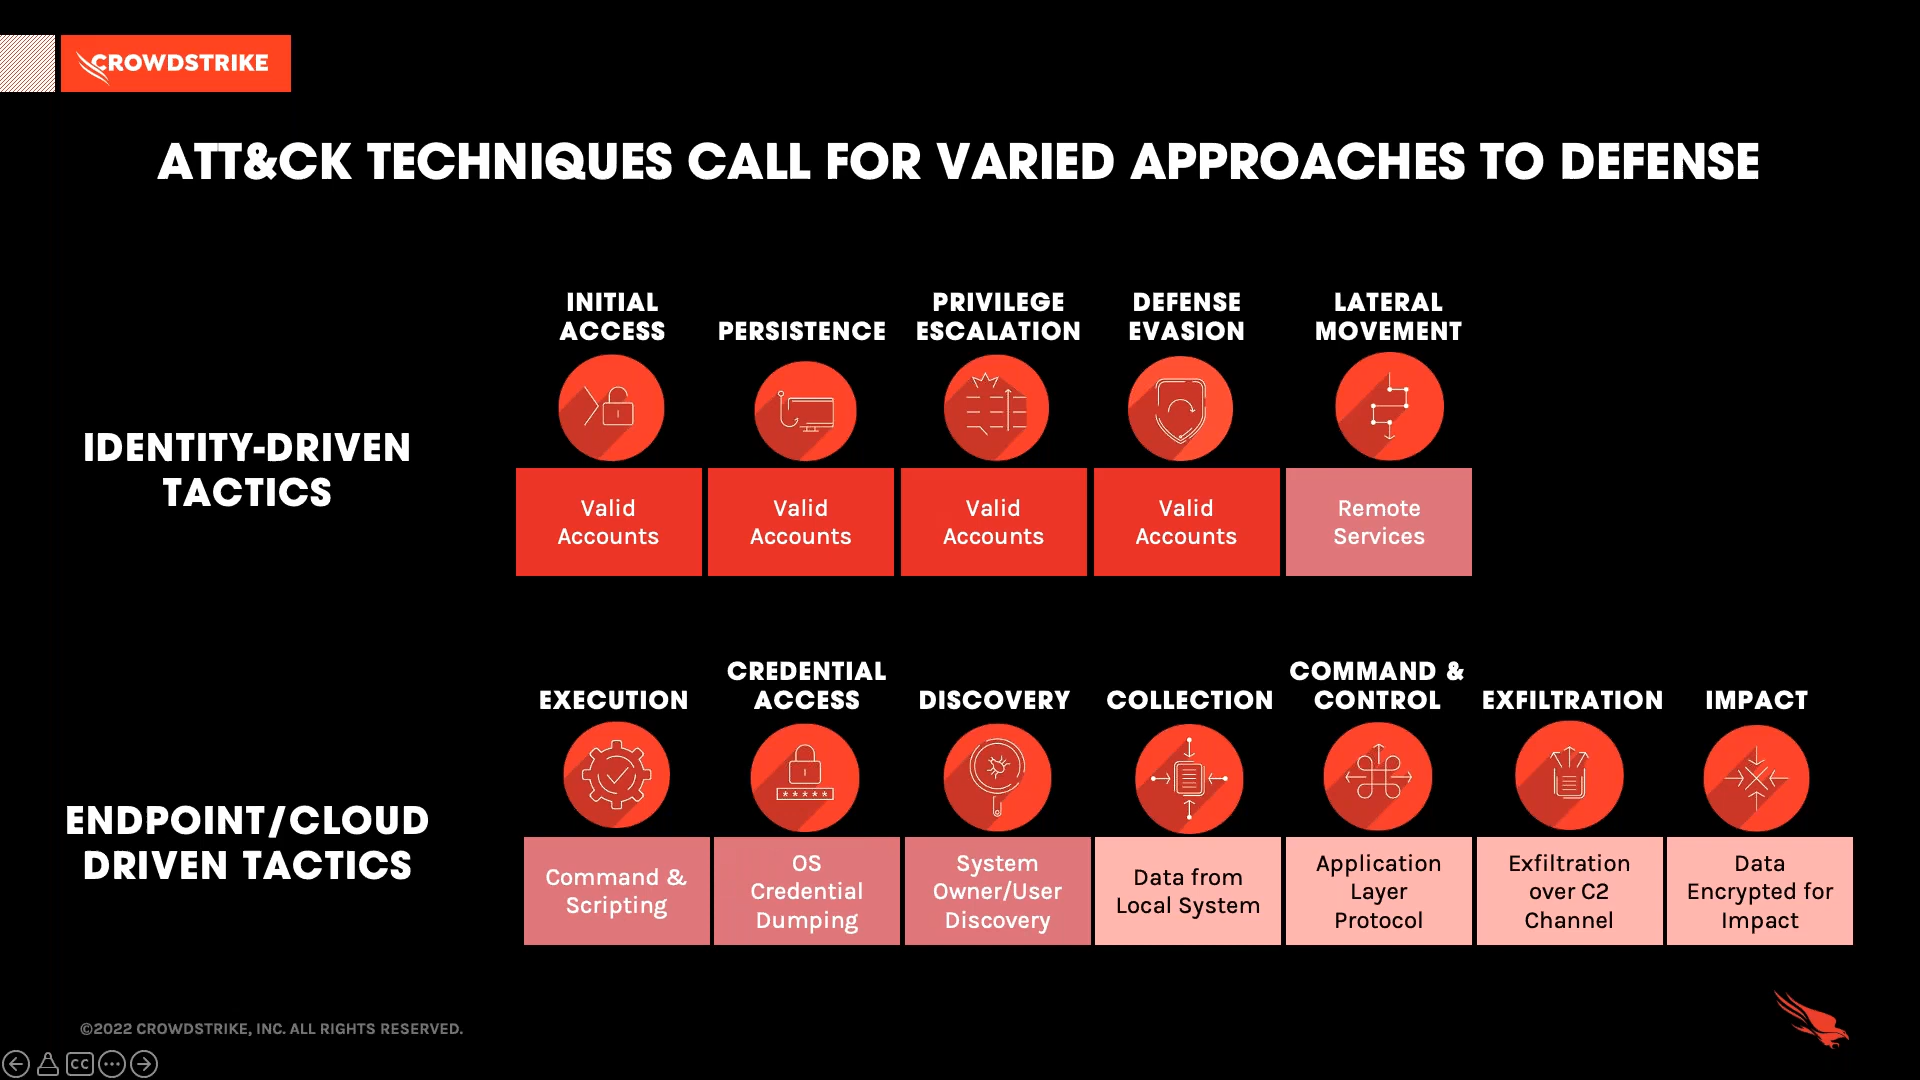 CROWDSTRIKE
ATT&CK TECHNIQUES CALL FOR VARIED APPROACHES TO DEFENSE
IDENTITY-DRIVEN
TACTICS
INITIAL
ACCESS
PERSISTENCE
PRIVILEGE
ESCALATION
DEFENSE
EVASION
LATERAL
MOVEMENT
Valid
Accounts
Valid
Accounts
Valid
Accounts
Valid
Accounts
Remote
Services
ENDPOINT/CLOUD
DRIVEN TACTICS
EXECUTION
CREDENTIAL
ACCESS
DISCOVERY
COLLECTION
COMMAND &
CONTROL
EXFILTRATION
IMPACT
*****
Command &
Scripting
OS
Credential
Dumping
System
Owner/User
Discovery
Data from
Local System
Application
Layer
Protocol
Exfiltration
over C2
Channel
Data
Encrypted for
Impact
©2022 CROWDSTRIKE, INC. ALL RIGHTS RESERVED.
CC